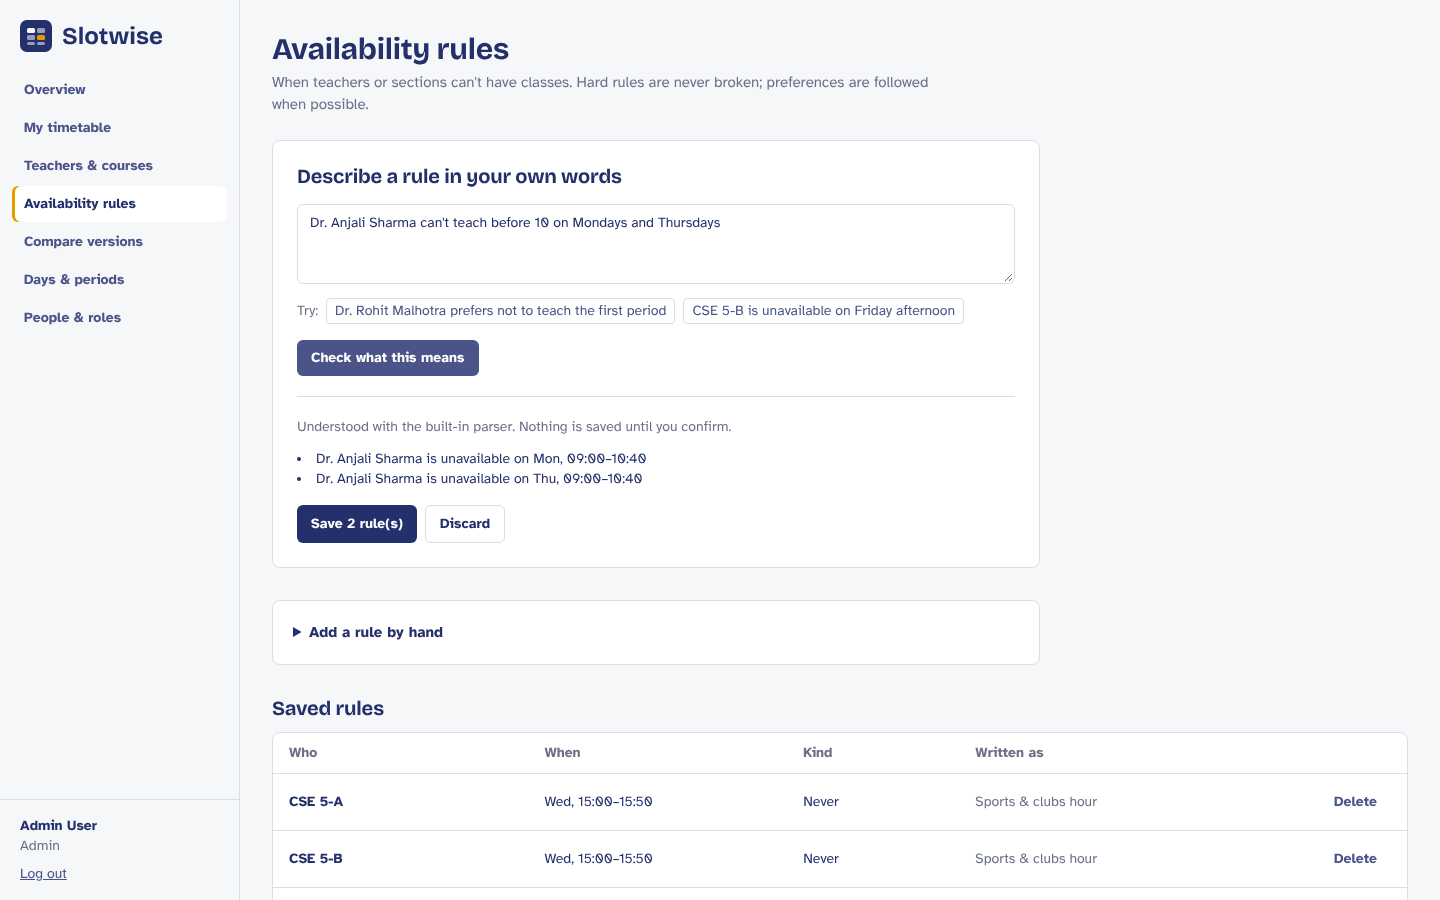 Slotwise
Overview
My timetable
Teachers & courses
Availability rules
Compare versions
Days & periods
People & roles
Admin User
Admin
Log out
Availability rules
When teachers or sections can't have classes. Hard rules are never broken; preferences are followed
when possible.
Describe a rule in your own words
Dr. Anjali Sharma can't teach before 10 on Mondays and Thursdays
Try: Dr. Rohit Malhotra prefers not to teach the first period CSE 5-B is unavailable on Friday afternoon
Check what this means
Understood with the built-in parser. Nothing is saved until you confirm.
• Dr. Anjali Sharma is unavailable on Mon, 09:00–10:40
• Dr. Anjali Sharma is unavailable on Thu, 09:00–10:40
Save 2 rule(s) Discard
Add a rule by hand
Saved rules
Who When Kind Written as
CSE 5-A Wed, 15:00–15:50 Never Sports & clubs hour Delete
CSE 5-B Wed, 15:00–15:50 Never Sports & clubs hour Delete